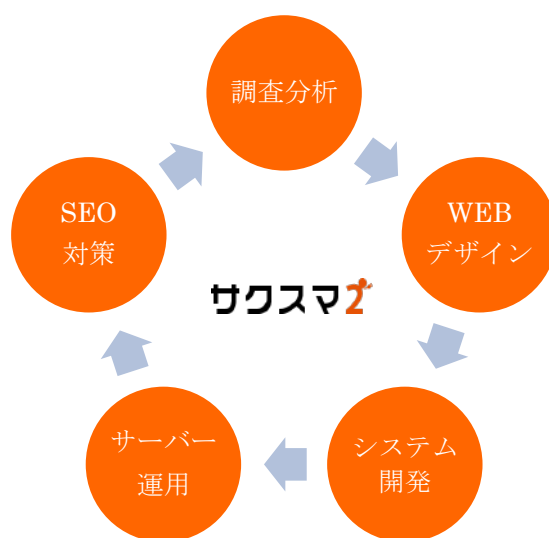 調査分析
WEB
デザイン
システム
開発
サーバー
運用
SEO
対策
サクスマ2